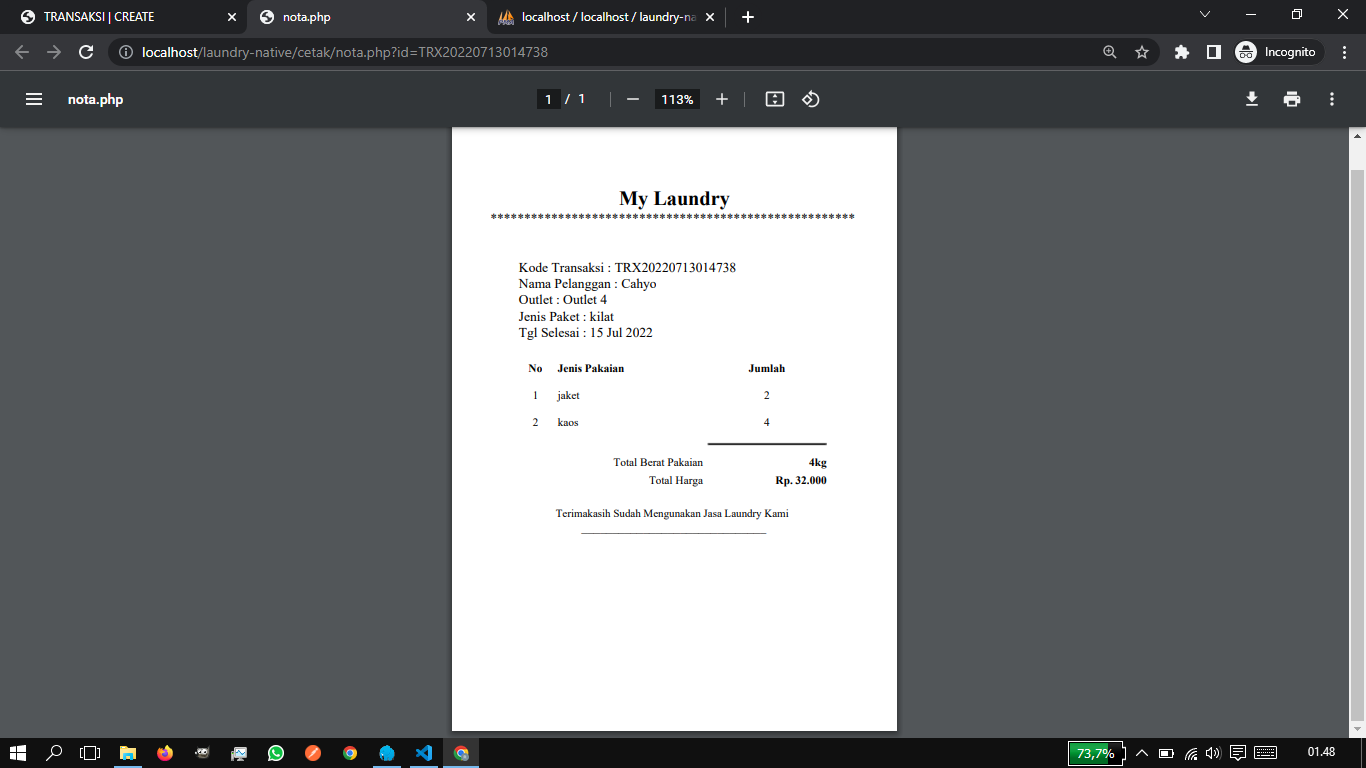 TRANSAKSI | CREATE
nota.php
localhost / localhost / laundry-na
localhost/laundry-native/cetak/nota.php?id=TRX20220713014738
Incognito
nota.php
1 / 1
113%
My Laundry
******************************************************
Kode Transaksi : TRX20220713014738
Nama Pelanggan : Cahyo
Outlet : Outlet 4
Jenis Paket : kilat
Tgl Selesai : 15 Jul 2022
No Jenis Pakaian Jumlah
1 jaket 2
2 kaos 4
Total Berat Pakaian 4kg
Total Harga Rp. 32.000
Terimakasih Sudah Mengunakan Jasa Laundry Kami
73,7%
01.48